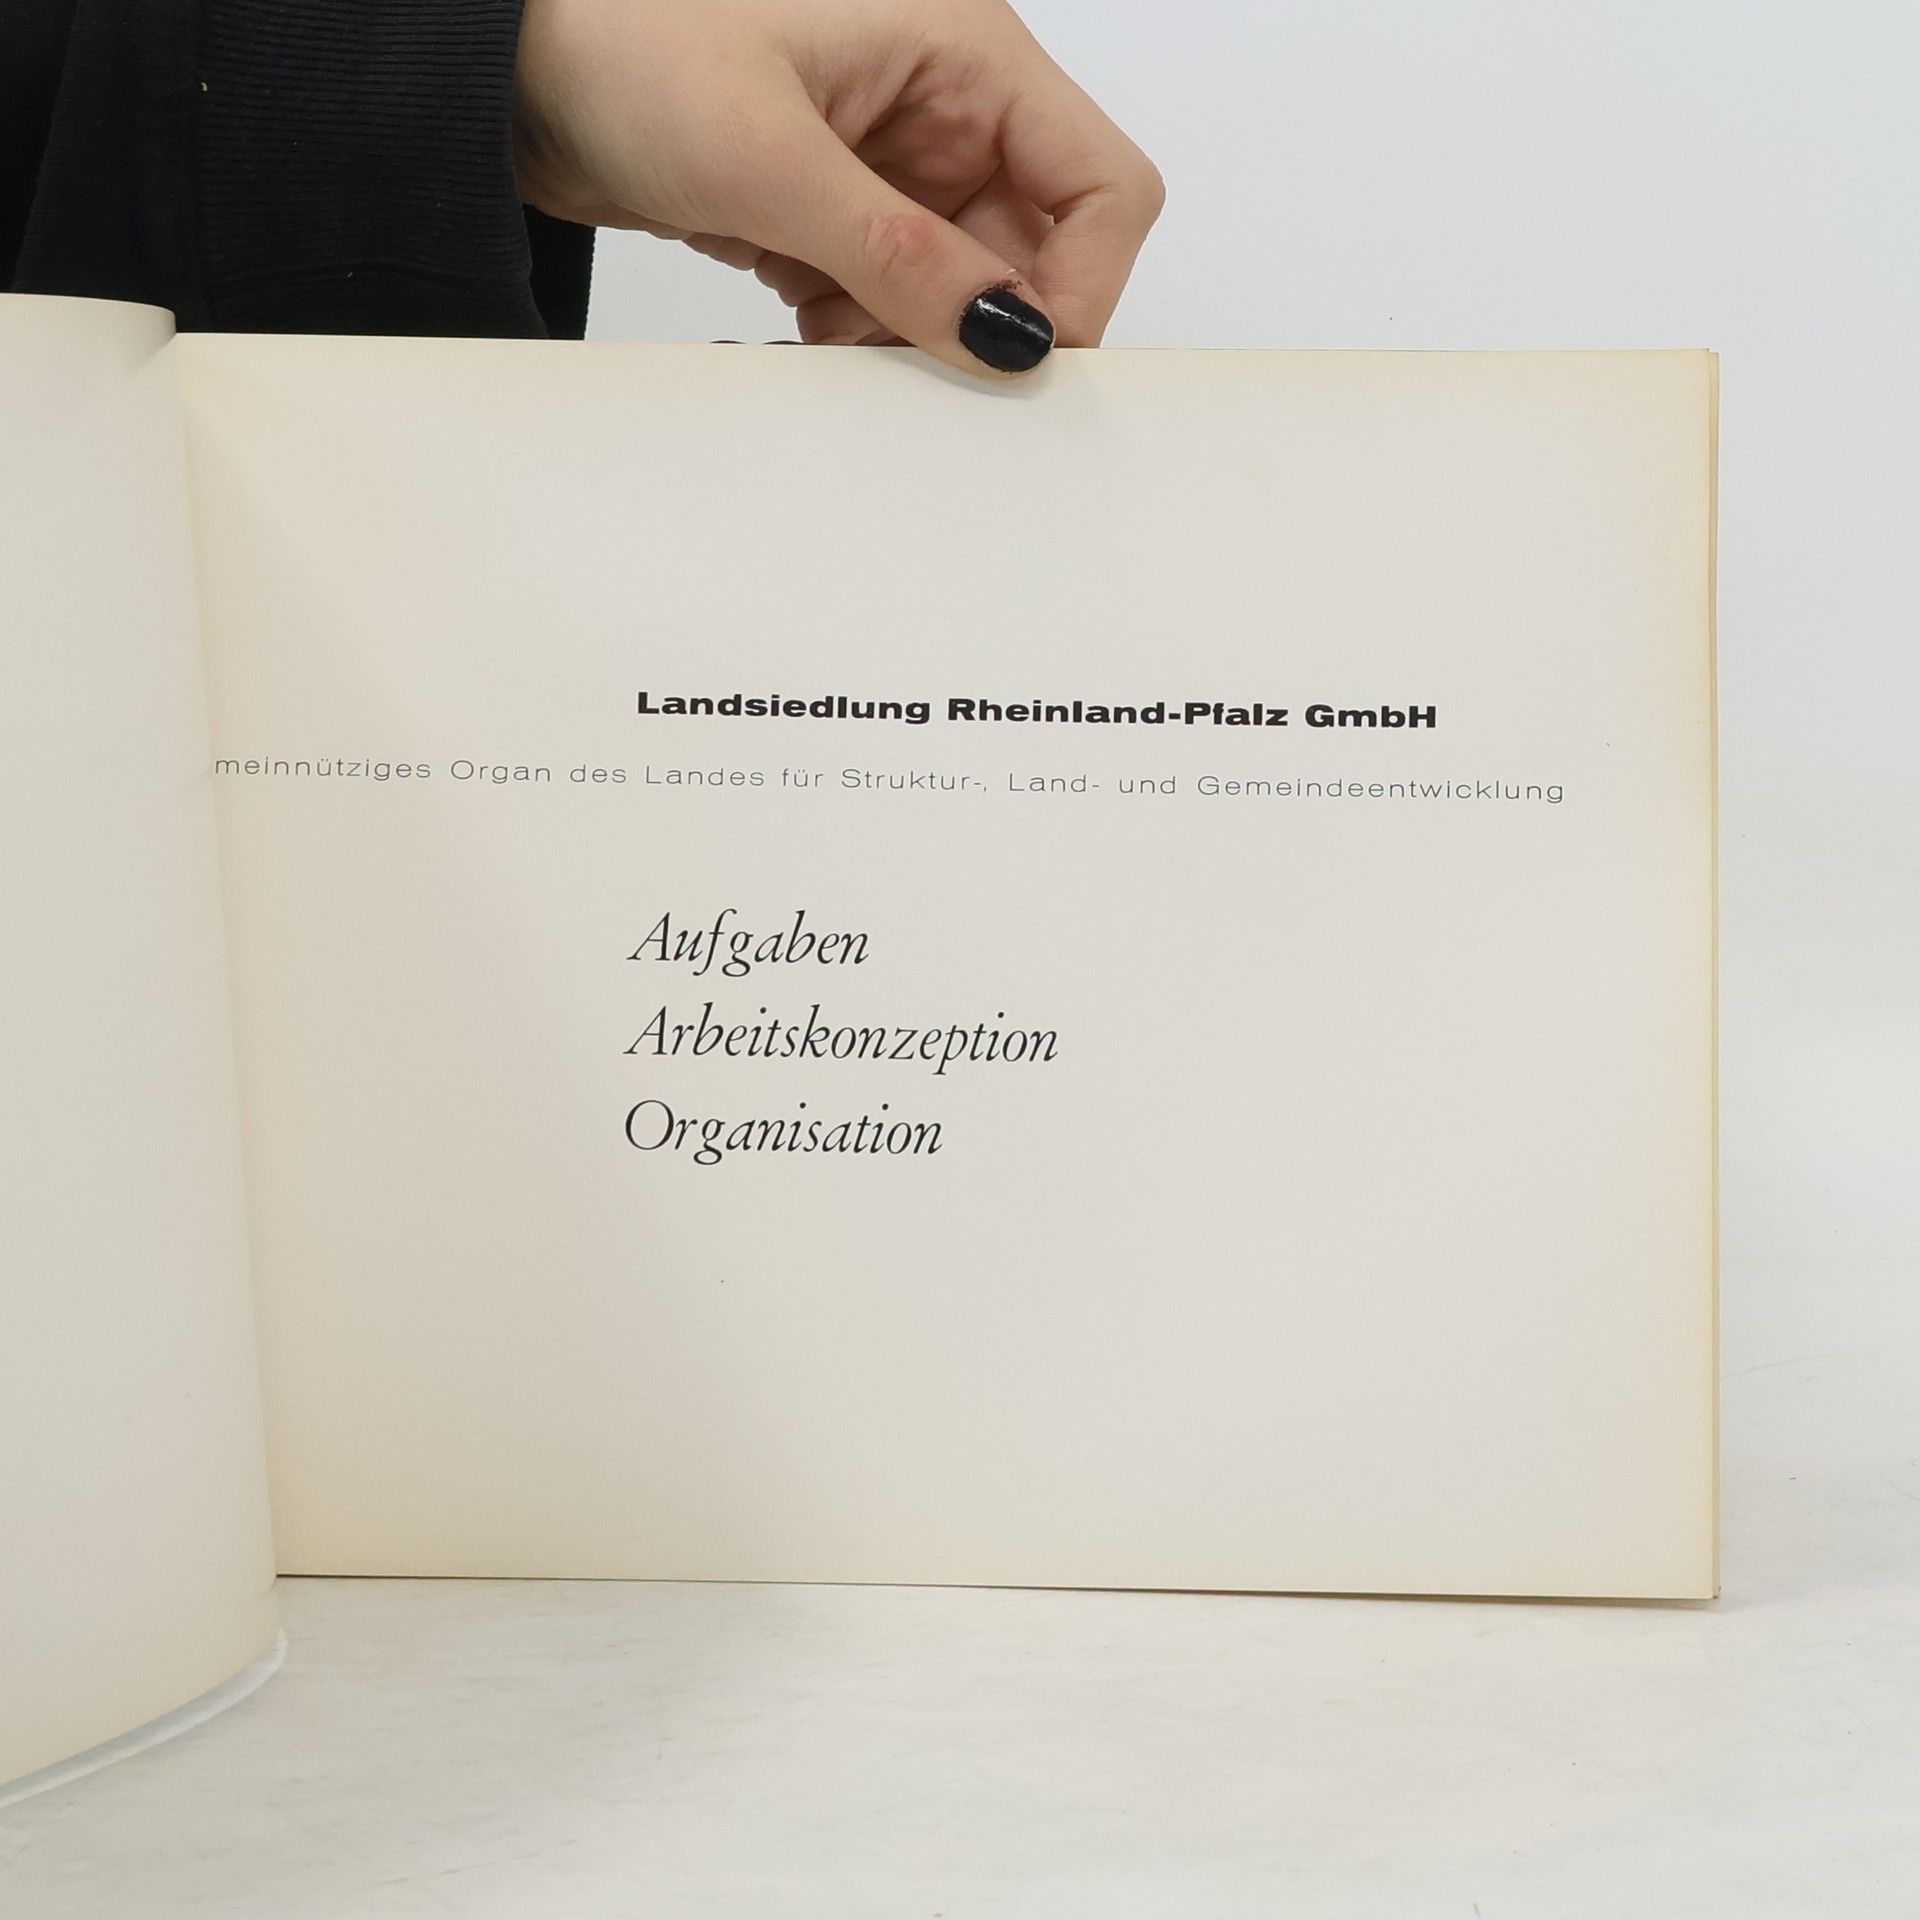 Landsiedlung Rheinland-Pfalz GmbH
meinnütziges Organ des Landes für Struktur-, Land- und Gemeindeentwicklung
Aufgaben
Arbeitskonzeption
Organisation